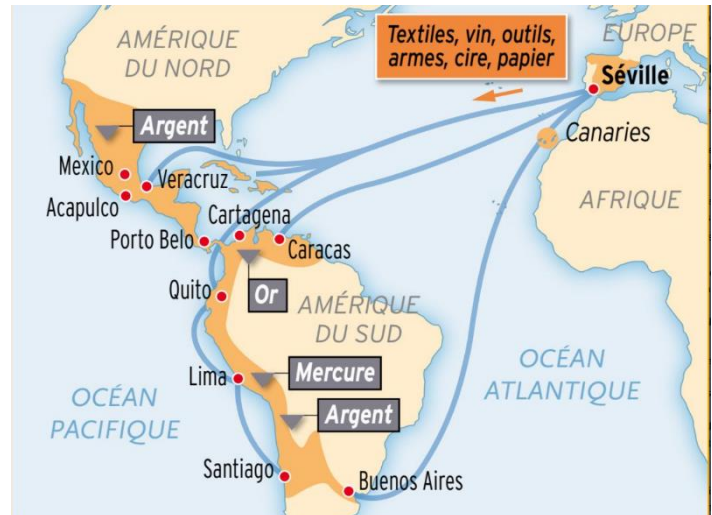 AMÉRIQUE
DU NORD
Textiles, vin, outils,
armes, cire, papier
EUROPE
Séville
Argent
Canaries
Mexico
Veracruz
Acapulco
AFRIQUE
Cartagena
Porto Belo
Caracas
Quito
Or
AMÉRIQUE
DU SUD
Lima
Mercure
OCÉAN
ATLANTIQUE
OCÉAN
PACIFIQUE
Argent
Santiago
Buenos Aires